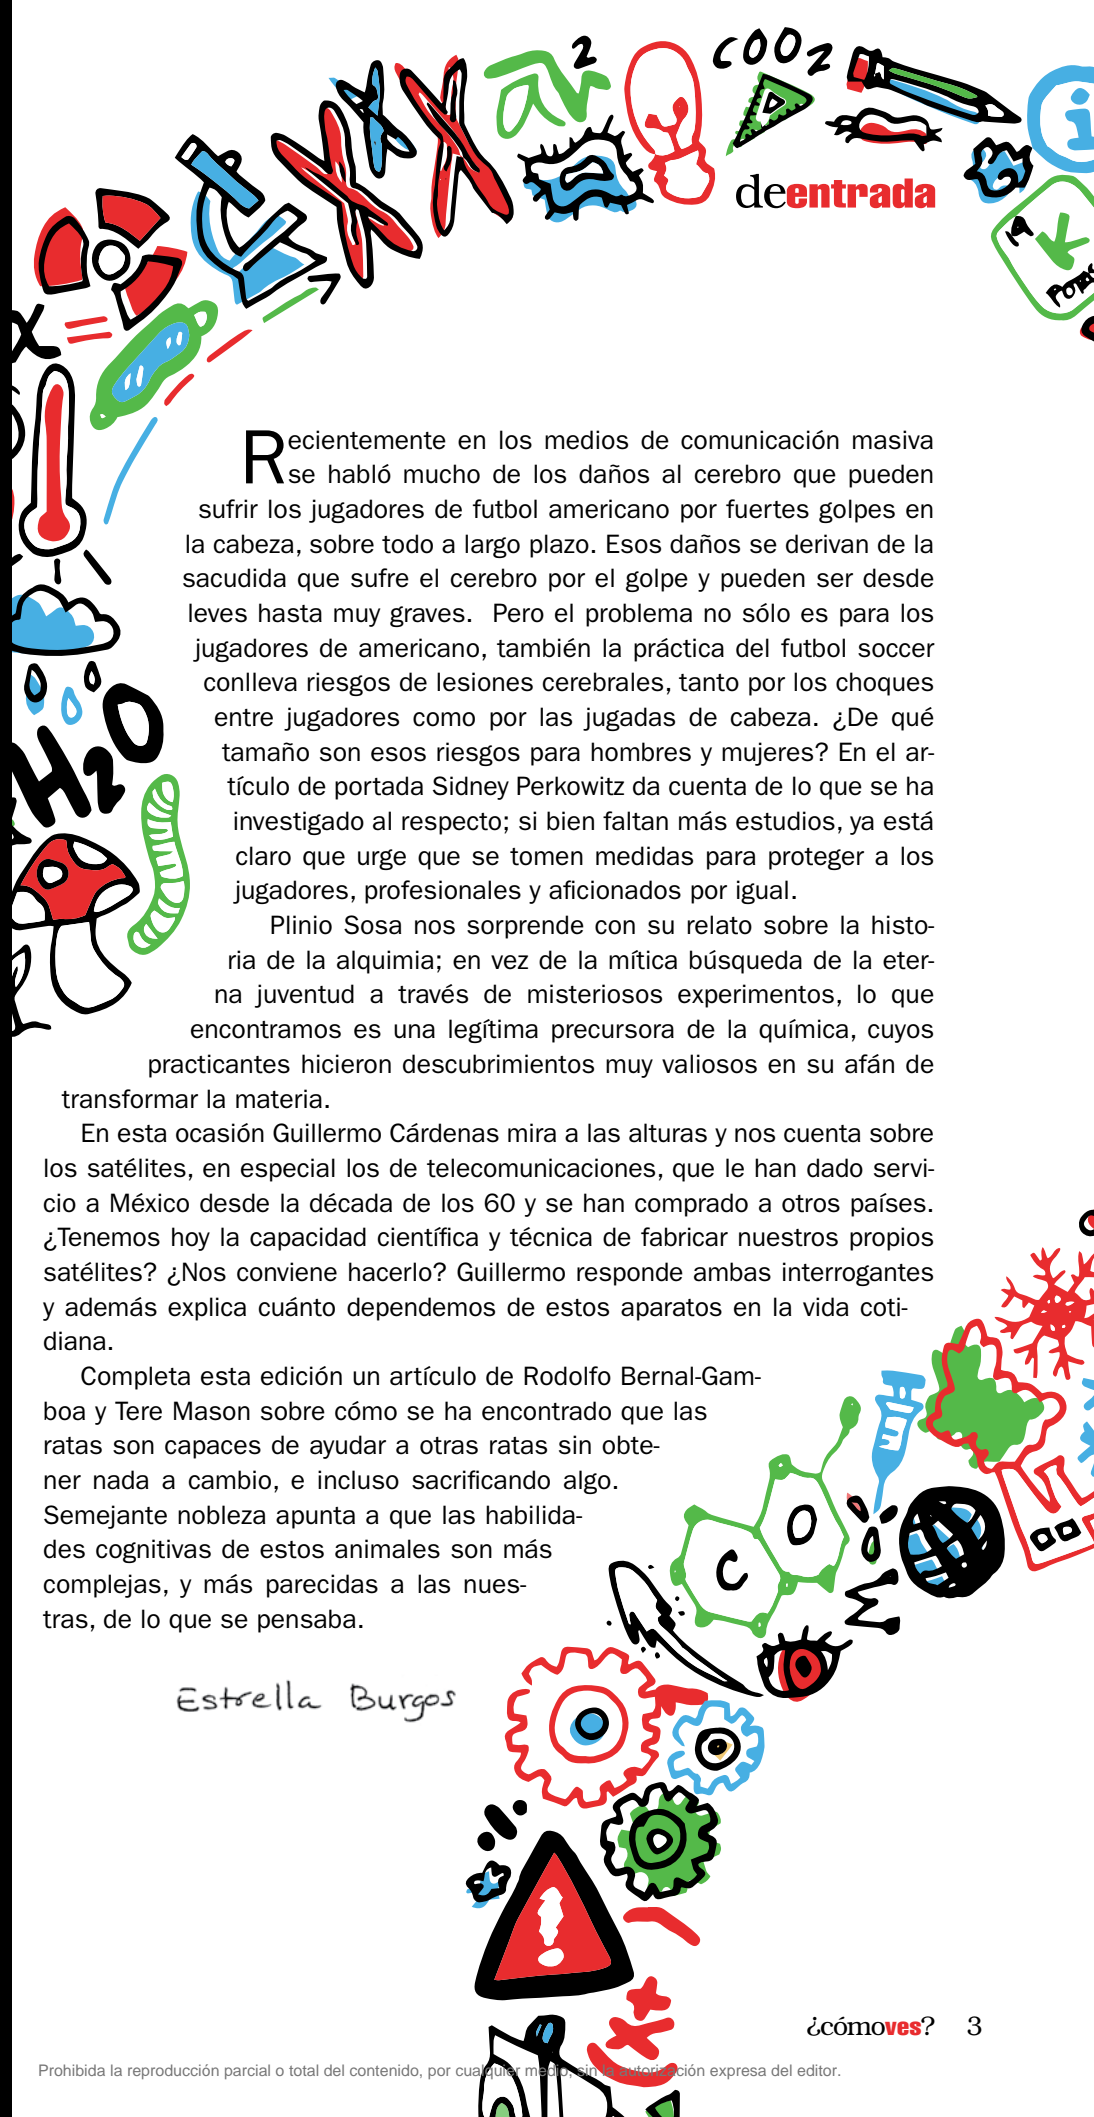 COO2
av2
deentrada
x =
H2O
Recientemente en los medios de comunicación masiva
se habló mucho de los daños al cerebro que pueden
sufrir los jugadores de futbol americano por fuertes golpes en
la cabeza, sobre todo a largo plazo. Esos daños se derivan de la
sacudida que sufre el cerebro por el golpe y pueden ser desde
leves hasta muy graves.  Pero el problema no sólo es para los
jugadores de americano, también la práctica del futbol soccer
conlleva riesgos de lesiones cerebrales, tanto por los choques
entre jugadores como por las jugadas de cabeza. ¿De qué
tamaño son esos riesgos para hombres y mujeres? En el ar-
tículo de portada Sidney Perkowitz da cuenta de lo que se ha
investigado al respecto; si bien faltan más estudios, ya está
claro que urge que se tomen medidas para proteger a los
jugadores, profesionales y aficionados por igual.
Plinio Sosa nos sorprende con su relato sobre la histo-
ria de la alquimia; en vez de la mítica búsqueda de la eter-
na juventud a través de misteriosos experimentos, lo que
encontramos es una legítima precursora de la química, cuyos
practicantes hicieron descubrimientos muy valiosos en su afán de
transformar la materia.
En esta ocasión Guillermo Cárdenas mira a las alturas y nos cuenta sobre
los satélites, en especial los de telecomunicaciones, que le han dado servi-
cio a México desde la década de los 60 y se han comprado a otros países.
¿Tenemos hoy la capacidad científica y técnica de fabricar nuestros propios
satélites? ¿Nos conviene hacerlo? Guillermo responde ambas interrogantes
y además explica cuánto dependemos de estos aparatos en la vida coti-
diana.
Completa esta edición un artículo de Rodolfo Bernal-Gam-
boa y Tere Mason sobre cómo se ha encontrado que las
ratas son capaces de ayudar a otras ratas sin obte-
ner nada a cambio, e incluso sacrificando algo.
Semejante nobleza apunta a que las habilida-
des cognitivas de estos animales son más
complejas, y más parecidas a las nues-
tras, de lo que se pensaba.
C O
Estrella Burgos
¿cómoves? 3
Prohibida la reproducción parcial o total del contenido, por cualquier medio, sin la autorización expresa del editor.